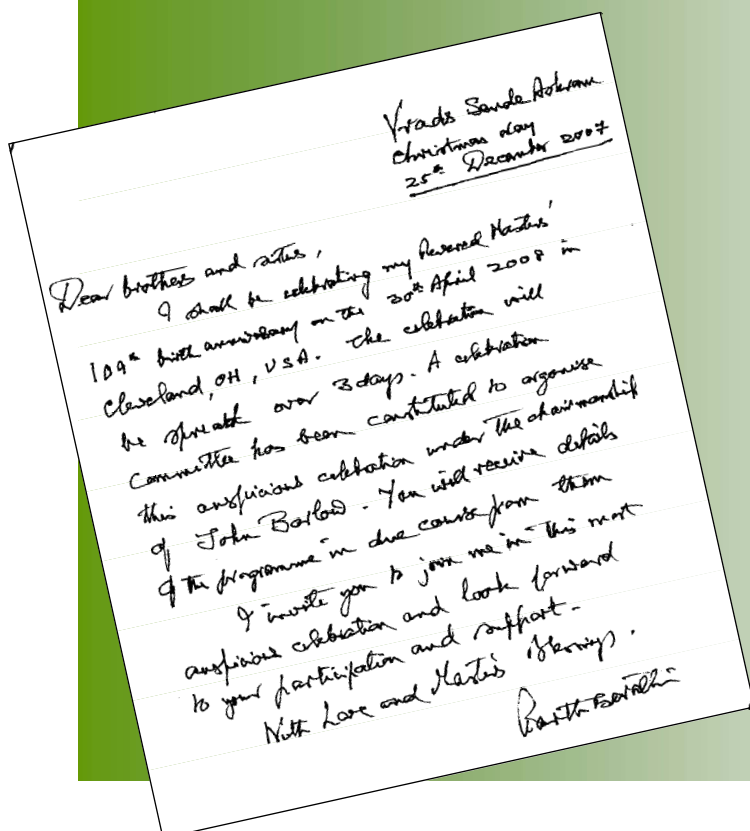 Vrads Sande Ashram
Christmas day
25th December 2007
Dear brothers and sisters,
I shall be celebrating my Revered Masters'
109th birth anniversary on the 30th April 2008 in
Cleveland, OH, USA. The celebration will
be spread over 3 days. A celebration
Committee has been constituted to organise
this auspicious celebration under the chairmanship
of John Barlow. You will receive details
of the programme in due course from them
I invite you to join me in this most
auspicious celebration and look forward
to your participation and support.
With Love and Master's blessings.